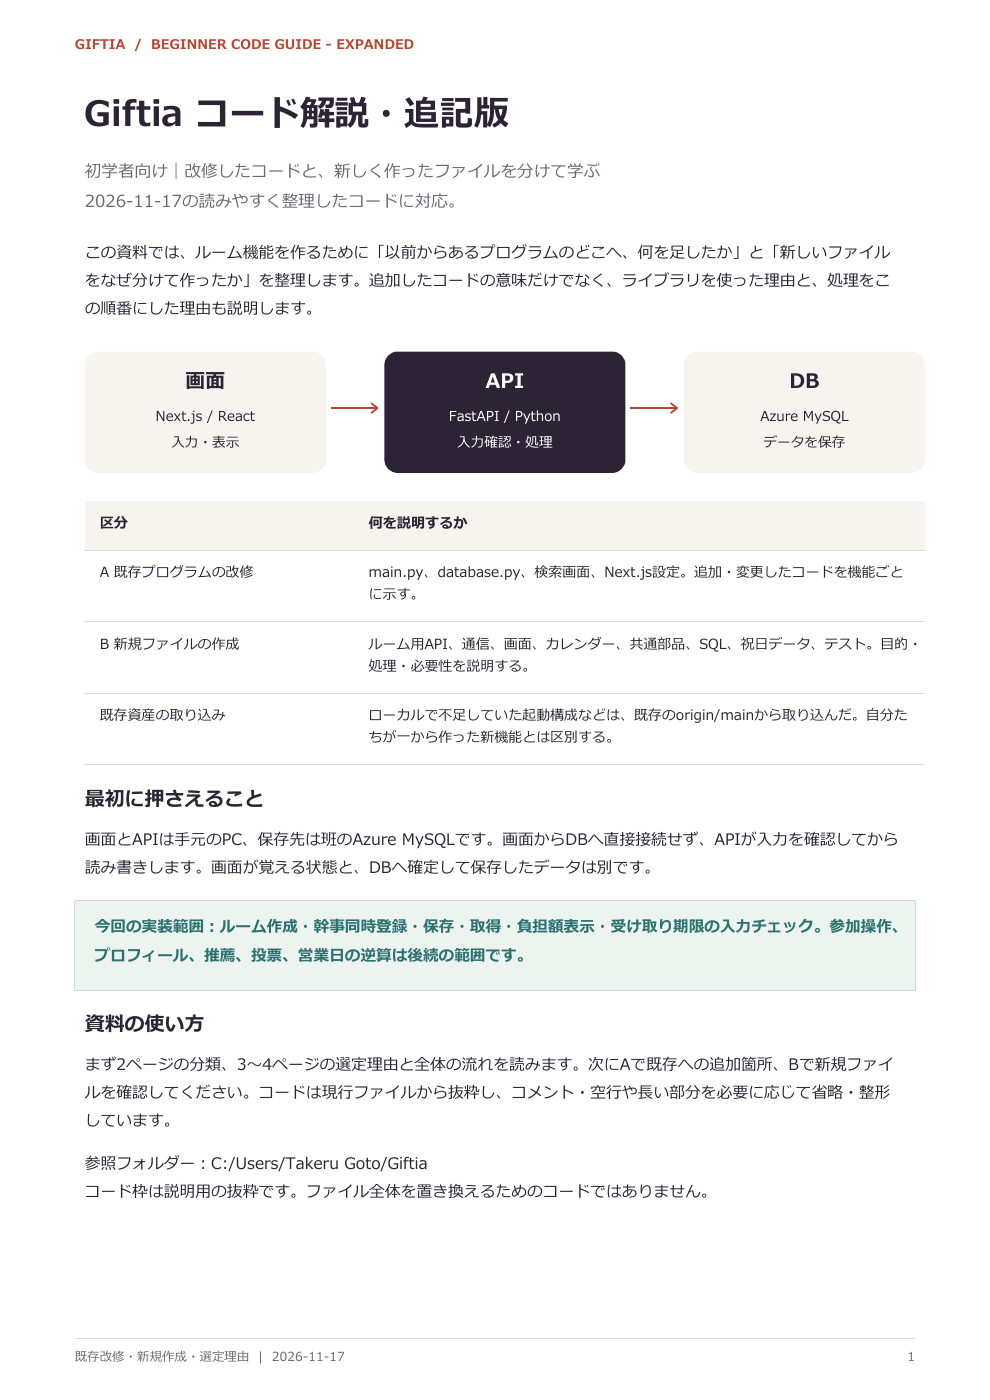 GIFTIA / BEGINNER CODE GUIDE - EXPANDED
Giftia コード解説・追記版
初学者向け｜改修したコードと、新しく作ったファイルを分けて学ぶ
2026-11-17の読みやすく整理したコードに対応。
この資料では、ルーム機能を作るために「以前からあるプログラムのどこへ、何を足したか」と「新しいファイル
をなぜ分けて作ったか」を整理します。追加したコードの意味だけでなく、ライブラリを使った理由と、処理をこ
の順番にした理由も説明します。
画面
Next.js / React
入力・表示
API
FastAPI / Python
入力確認・処理
DB
Azure MySQL
データを保存
区分
何を説明するか
A 既存プログラムの改修
main.py、database.py、検索画面、Next.js設定。追加・変更したコードを機能ごと
に示す。
B 新規ファイルの作成
ルーム用API、通信、画面、カレンダー、共通部品、SQL、祝日データ、テスト。目的・
処理・必要性を説明する。
既存資産の取り込み
ローカルで不足していた起動構成などは、既存のorigin/mainから取り込んだ。自分た
ちが一から作った新機能とは区別する。
最初に押さえること
画面とAPIは手元のPC、保存先は班のAzure MySQLです。画面からDBへ直接接続せず、APIが入力を確認してから
読み書きします。画面が覚える状態と、DBへ確定して保存したデータは別です。
今回の実装範囲：ルーム作成・幹事同時登録・保存・取得・負担額表示・受け取り期限の入力チェック。参加操作、
プロフィール、推薦、投票、営業日の逆算は後続の範囲です。
資料の使い方
まず2ページの分類、3〜4ページの選定理由と全体の流れを読みます。次にAで既存への追加箇所、Bで新規ファイ
ルを確認してください。コードは現行ファイルから抜粋し、コメント・空行や長い部分を必要に応じて省略・整形
しています。
参照フォルダー：C:/Users/Takeru Goto/Giftia
コード枠は説明用の抜粋です。ファイル全体を置き換えるためのコードではありません。
既存改修・新規作成・選定理由 | 2026-11-17
1